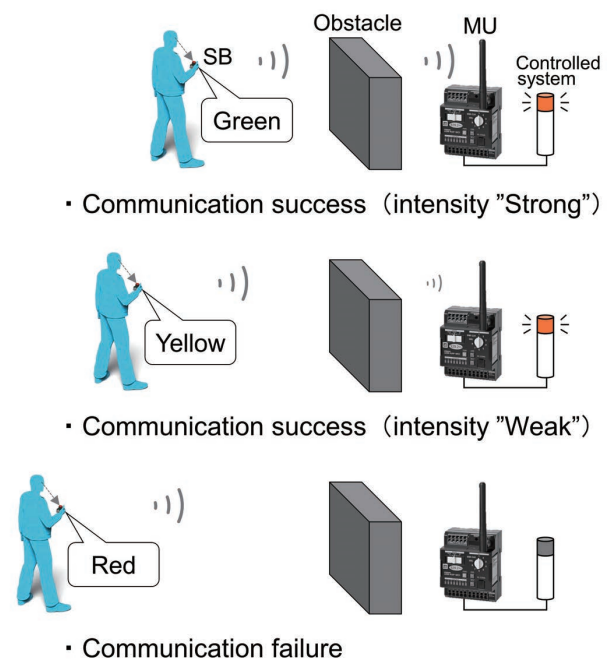 Obstacle
MU
SB
Controlled
system
Green
・Communication success（intensity ”Strong”）
Yellow
・Communication success（intensity ”Weak”）
Red
・Communication failure